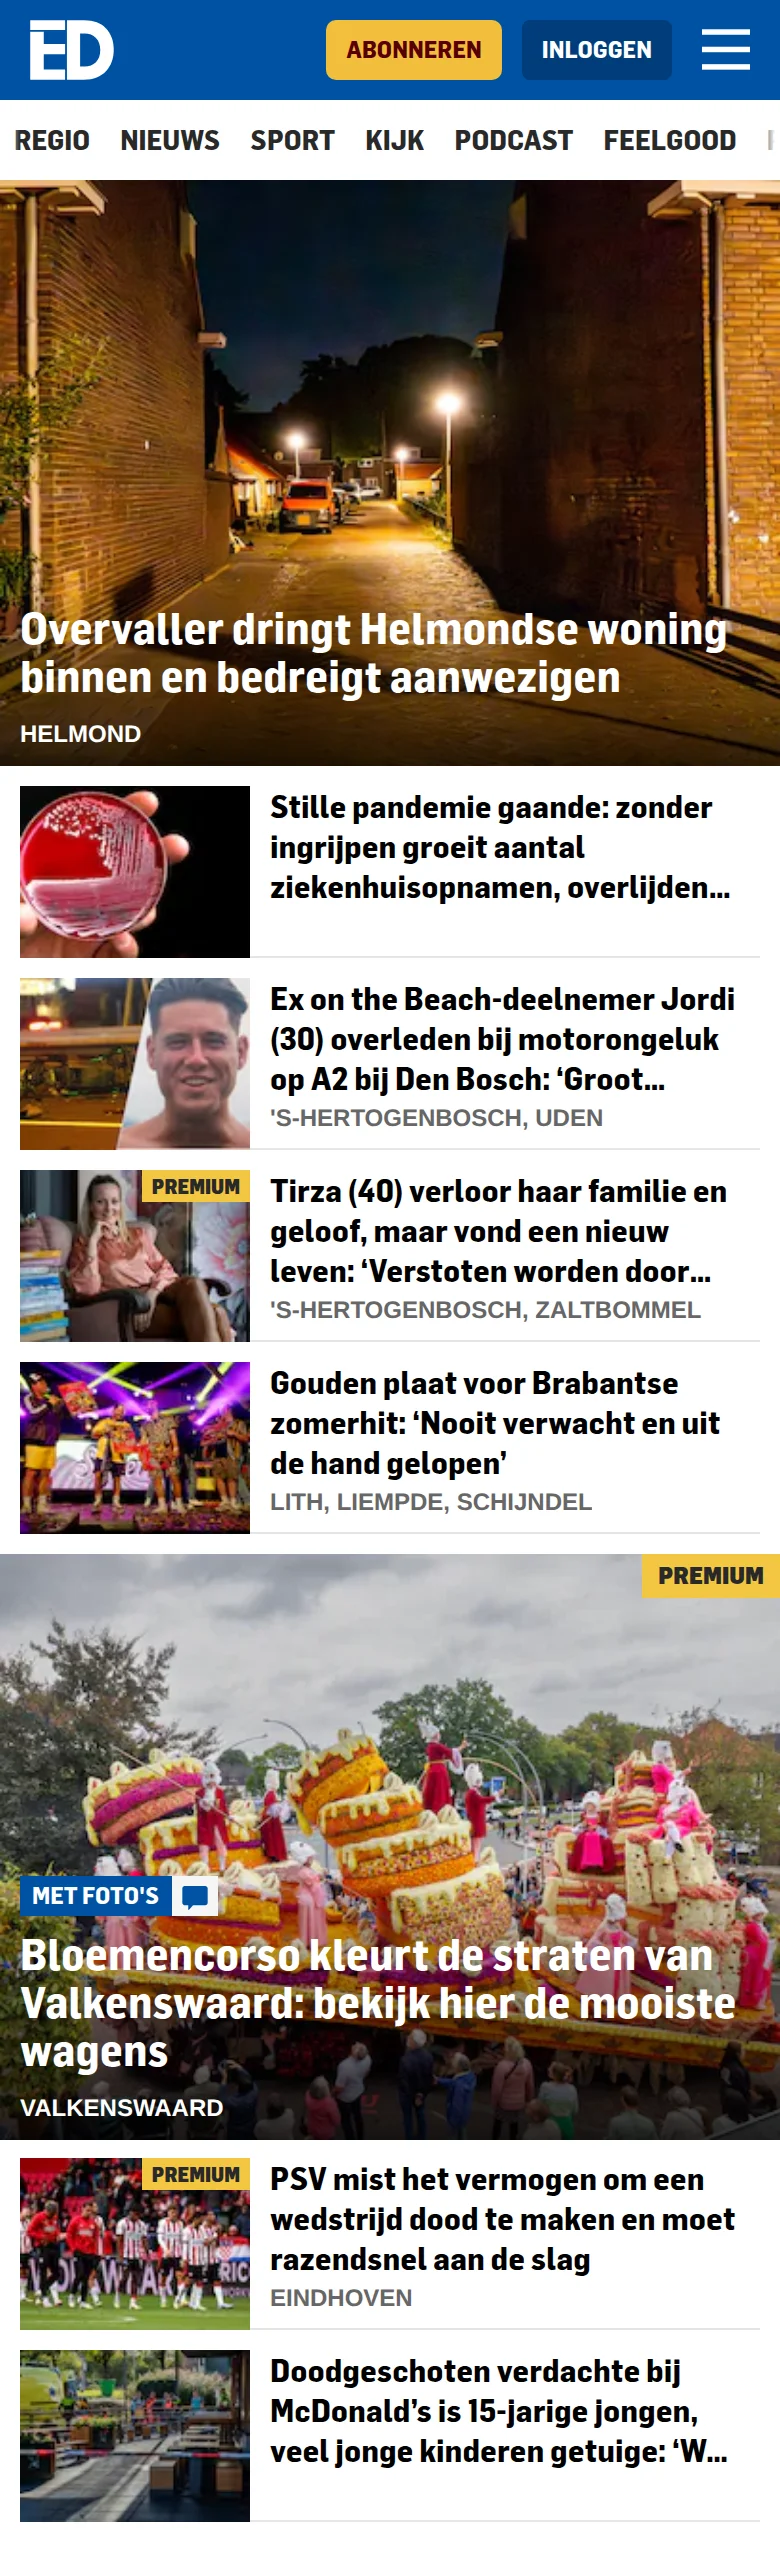 ED
ABONNEREN
INLOGGEN
REGIO NIEUWS SPORT KIJK PODCAST FEELGOOD
Overvaller dringt Helmondse woning
binnen en bedreigt aanwezigen
HELMOND
Stille pandemie gaande: zonder
ingrijpen groeit aantal
ziekenhuisopnamen, overlijden...
Ex on the Beach-deelnemer Jordi
(30) overleden bij motorongeluk
op A2 bij Den Bosch: ‘Groot...
'S-HERTOGENBOSCH, UDEN
PREMIUM
Tirza (40) verloor haar familie en
geloof, maar vond een nieuw
leven: ‘Verstoten worden door...
'S-HERTOGENBOSCH, ZALTBOMMEL
Gouden plaat voor Brabantse
zomerhit: ‘Nooit verwacht en uit
de hand gelopen’
LITH, LIEMPDE, SCHIJNDEL
PREMIUM
MET FOTO'S
Bloemencorso kleurt de straten van
Valkenswaard: bekijk hier de mooiste
wagens
VALKENSWAARD
PREMIUM
PSV mist het vermogen om een
wedstrijd dood te maken en moet
razendsnel aan de slag
EINDHOVEN
Doodgeschoten verdachte bij
McDonald’s is 15-jarige jongen,
veel jonge kinderen getuige: ‘W...